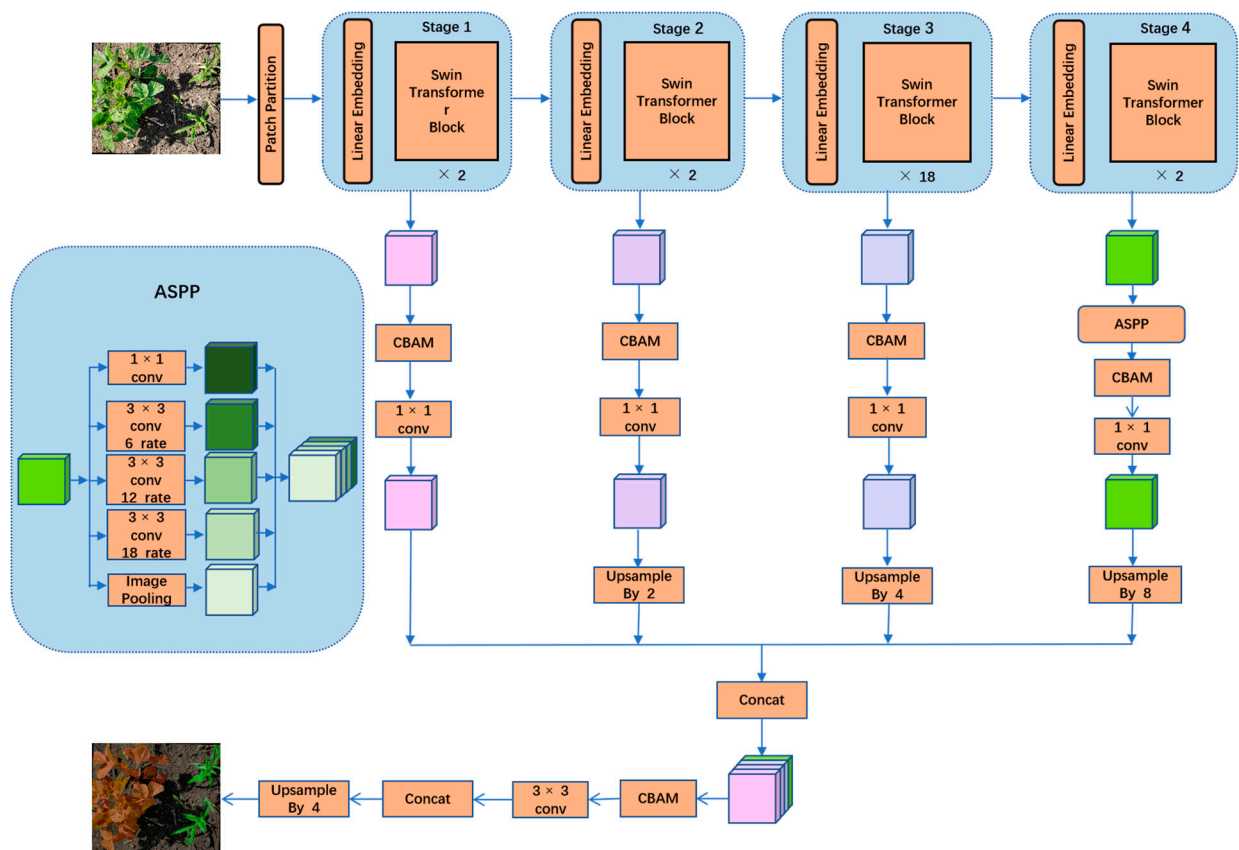 Patch Partition
Stage 1
Linear Embedding
Swin
Transforme
r
Block
× 2
Stage 2
Linear Embedding
Swin
Transformer
Block
× 2
Stage 3
Linear Embedding
Swin
Transformer
Block
× 18
Stage 4
Linear Embedding
Swin
Transformer
Block
× 2
ASPP
1 × 1
conv
3 × 3
conv
6 rate
3 × 3
conv
12 rate
3 × 3
conv
18 rate
Image
Pooling
CBAM
1 × 1
conv
CBAM
1 × 1
conv
Upsample
By 2
CBAM
1 × 1
conv
Upsample
By 4
ASPP
CBAM
1 × 1
conv
Upsample
By 8
Concat
CBAM
3 × 3
conv
Concat
Upsample
By 4